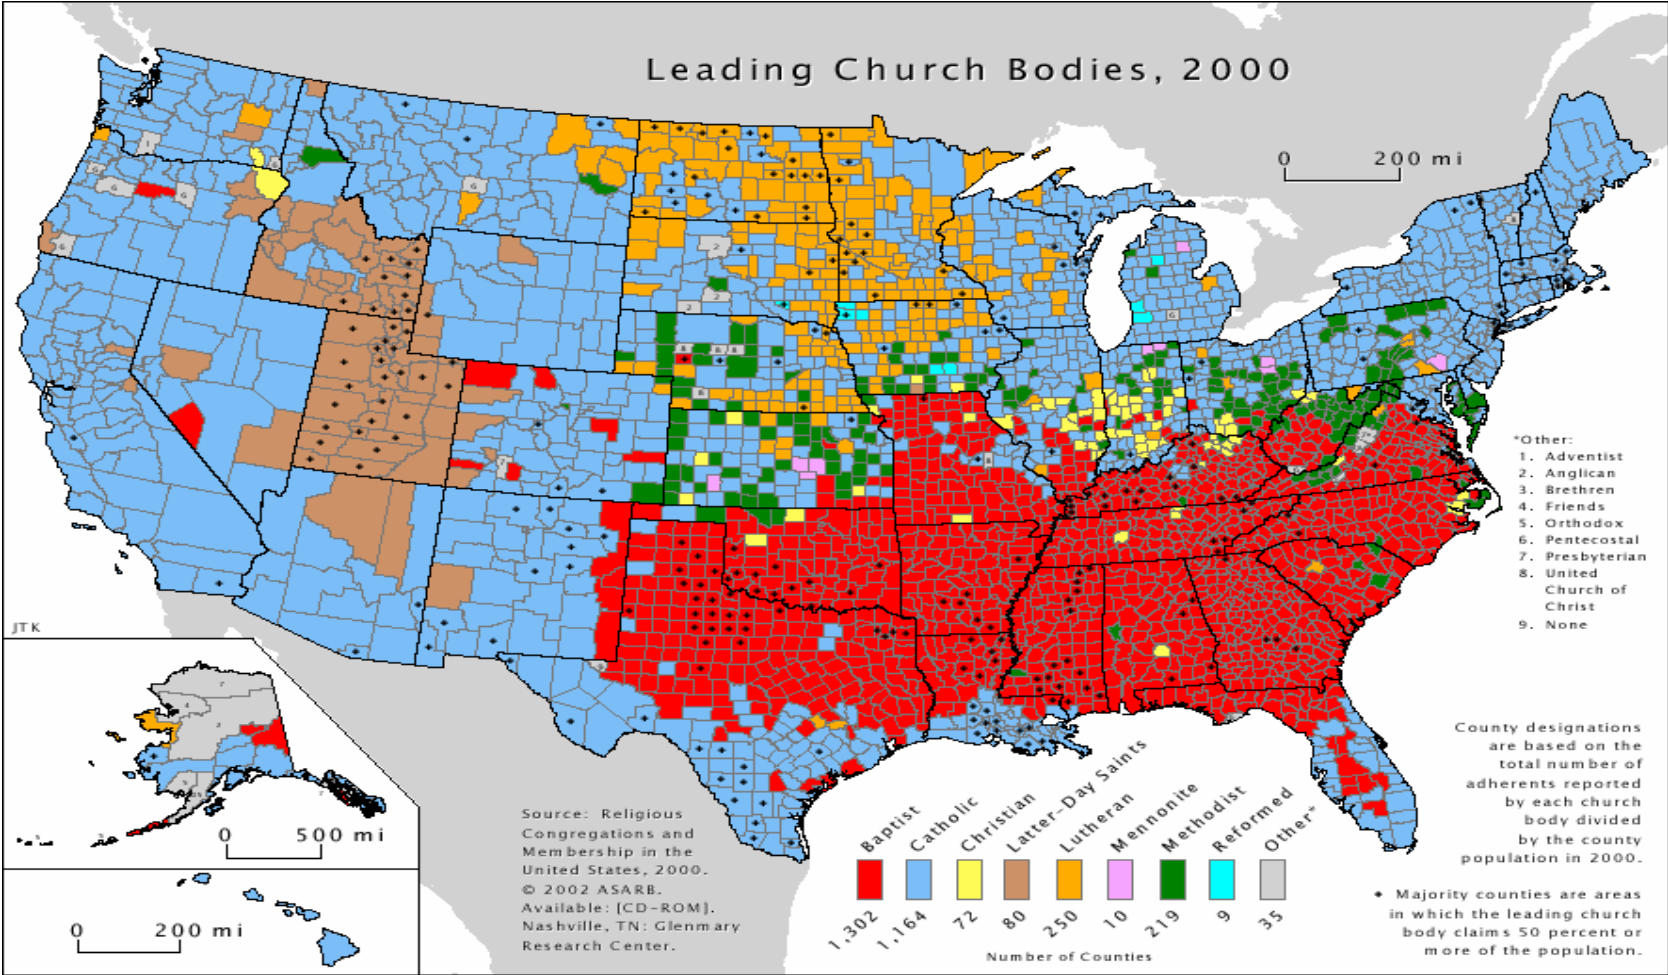 Leading Church Bodies, 2000
0 200 mi
*Other:
1. Adventist
2. Anglican
3. Brethren
4. Friends
5. Orthodox
6. Pentecostal
7. Presbyterian
8. United
Church of
Christ
9. None
JTK
0 500 mi
0 200 mi
Source: Religious
Congregations and
Membership in the
United States, 2000.
© 2002 ASARB.
Available: [CD-ROM].
Nashville, TN: Glenmary
Research Center.
Baptist
Catholic
Christian
Latter-Day Saints
Lutheran
Mennonite
Methodist
Reformed
Other*
1,302
1,164
72
80
250
10
219
9
35
Number of Counties
County designations
are based on the
total number of
adherents reported
by each church
body divided
by the county
population in 2000.
Majority counties are areas
in which the leading church
body claims 50 percent or
more of the population.